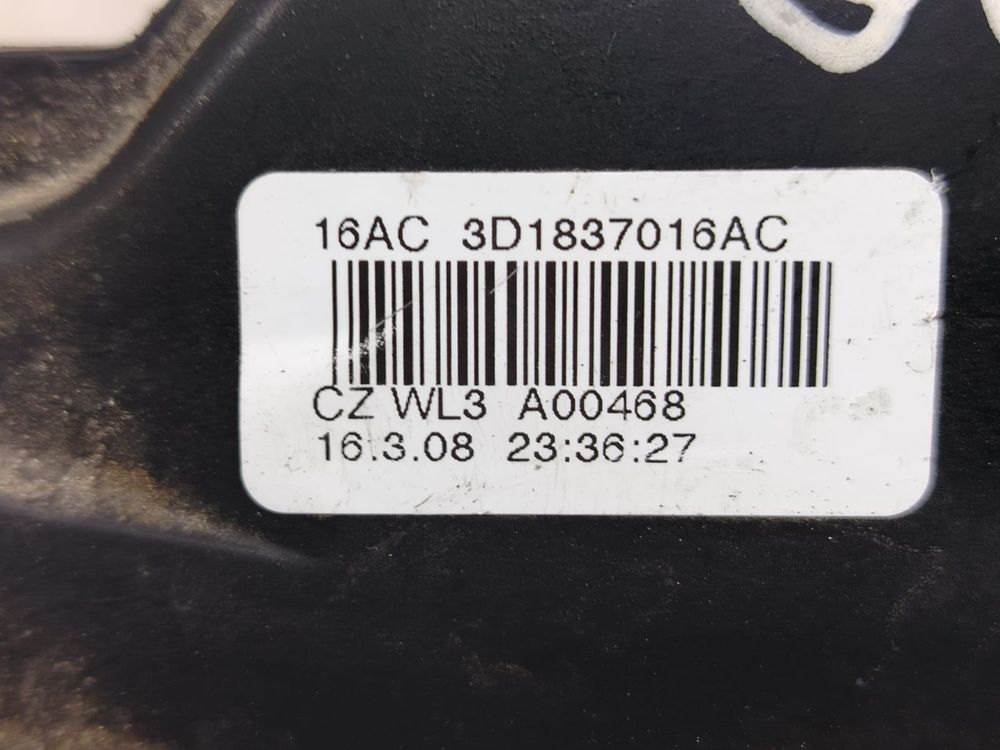 16AC 3D1837016AC
CZ WL3 A00468
16.3.08 23:36:27